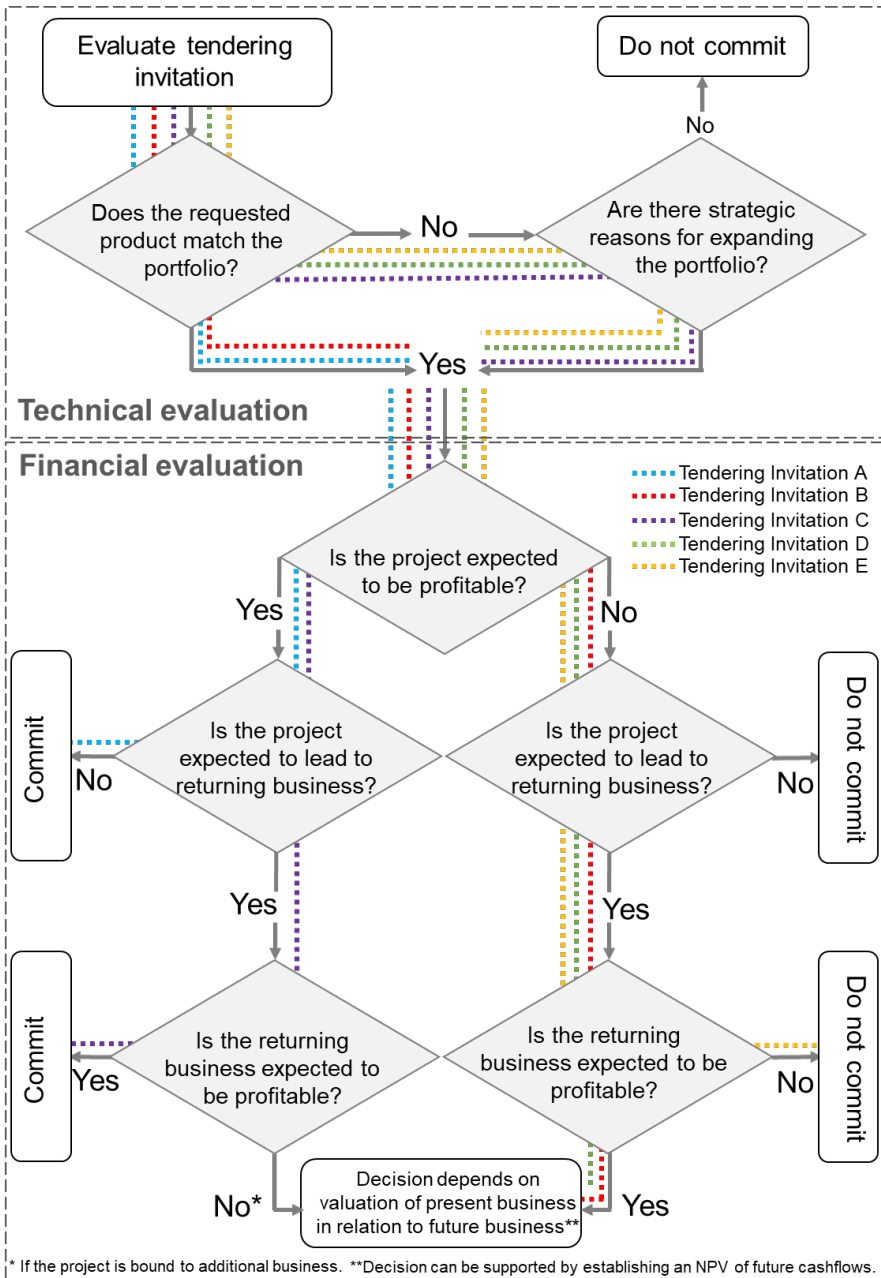 Evaluate tendering
invitation
Do not commit
No
Does the requested
product match the
portfolio?
No
Are there strategic
reasons for expanding
the portfolio?
Yes
Technical evaluation
Financial evaluation
Tendering Invitation A
Tendering Invitation B
Tendering Invitation C
Tendering Invitation D
Tendering Invitation E
Is the project expected
to be profitable?
Yes
No
Commit
No
Is the project
expected to lead to
returning business?
Is the project
expected to lead to
returning business?
No
Do not commit
Yes
Yes
Commit
Yes
Is the returning
business expected to
be profitable?
Is the returning
business expected to be
profitable?
No
Do not commit
No*
Decision depends on
valuation of present business
in relation to future business**
Yes
* If the project is bound to additional business. **Decision can be supported by establishing an NPV of future cashflows.